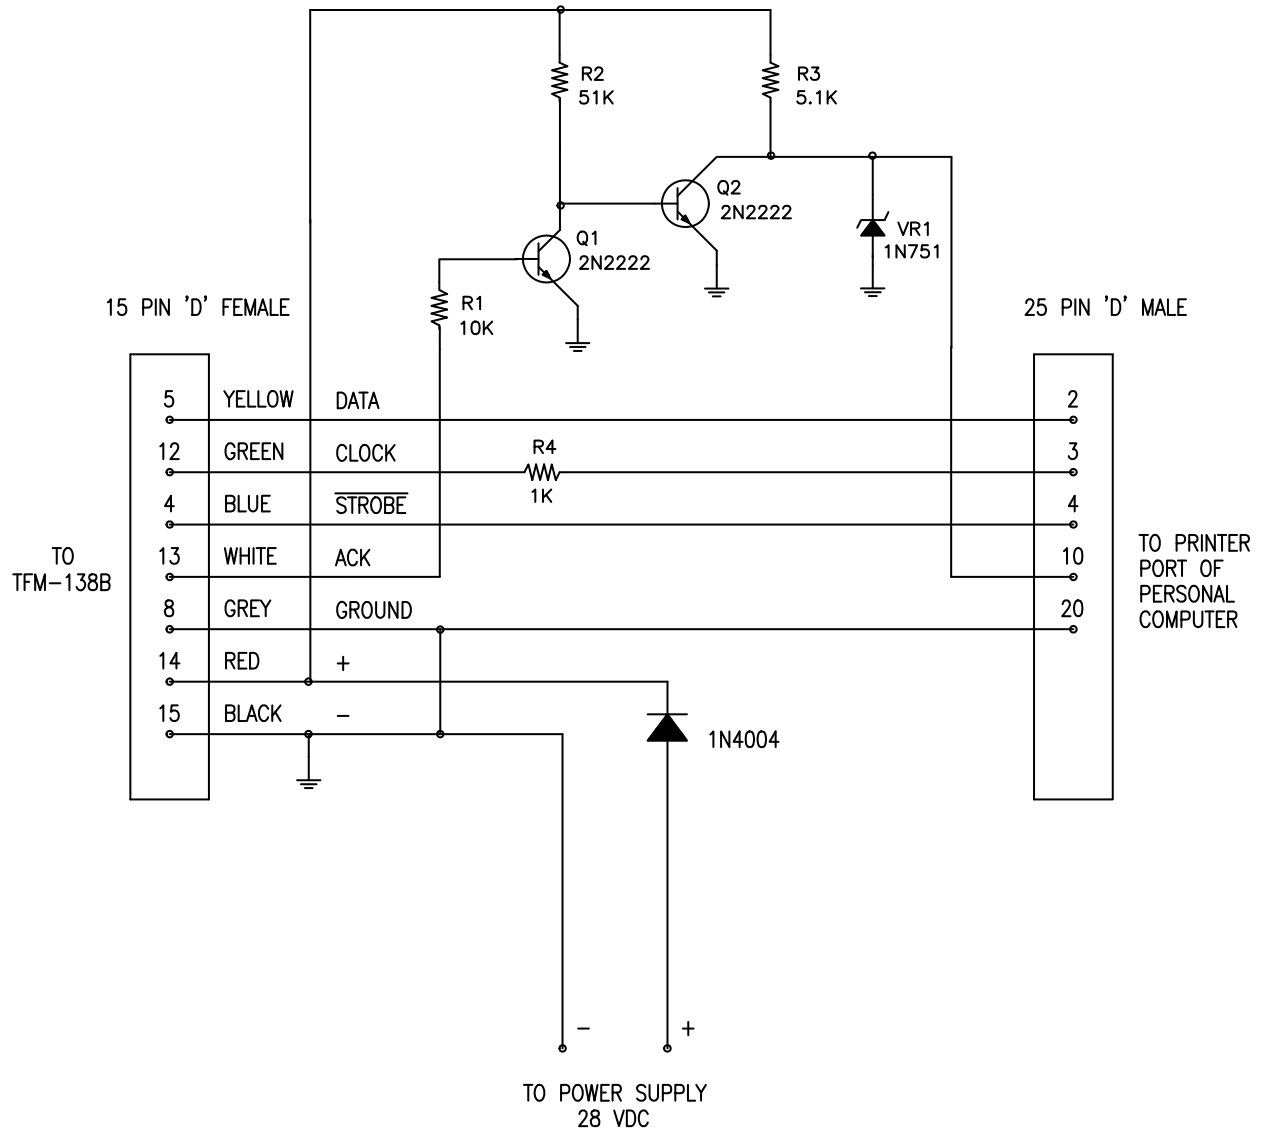 R2
51K
R3
5.1K
Q2
2N2222
Q1
2N2222
VR1
1N751
R1
10K
15 PIN 'D' FEMALE
25 PIN 'D' MALE
5 YELLOW DATA 2
12 GREEN CLOCK 3
R4
1K
4 BLUE STROBE 4
13 WHITE ACK 10
8 GREY GROUND 20
14 RED +
15 BLACK -
TO
TFM-138B
TO PRINTER
PORT OF
PERSONAL
COMPUTER
1N4004
- +
TO POWER SUPPLY
28 VDC